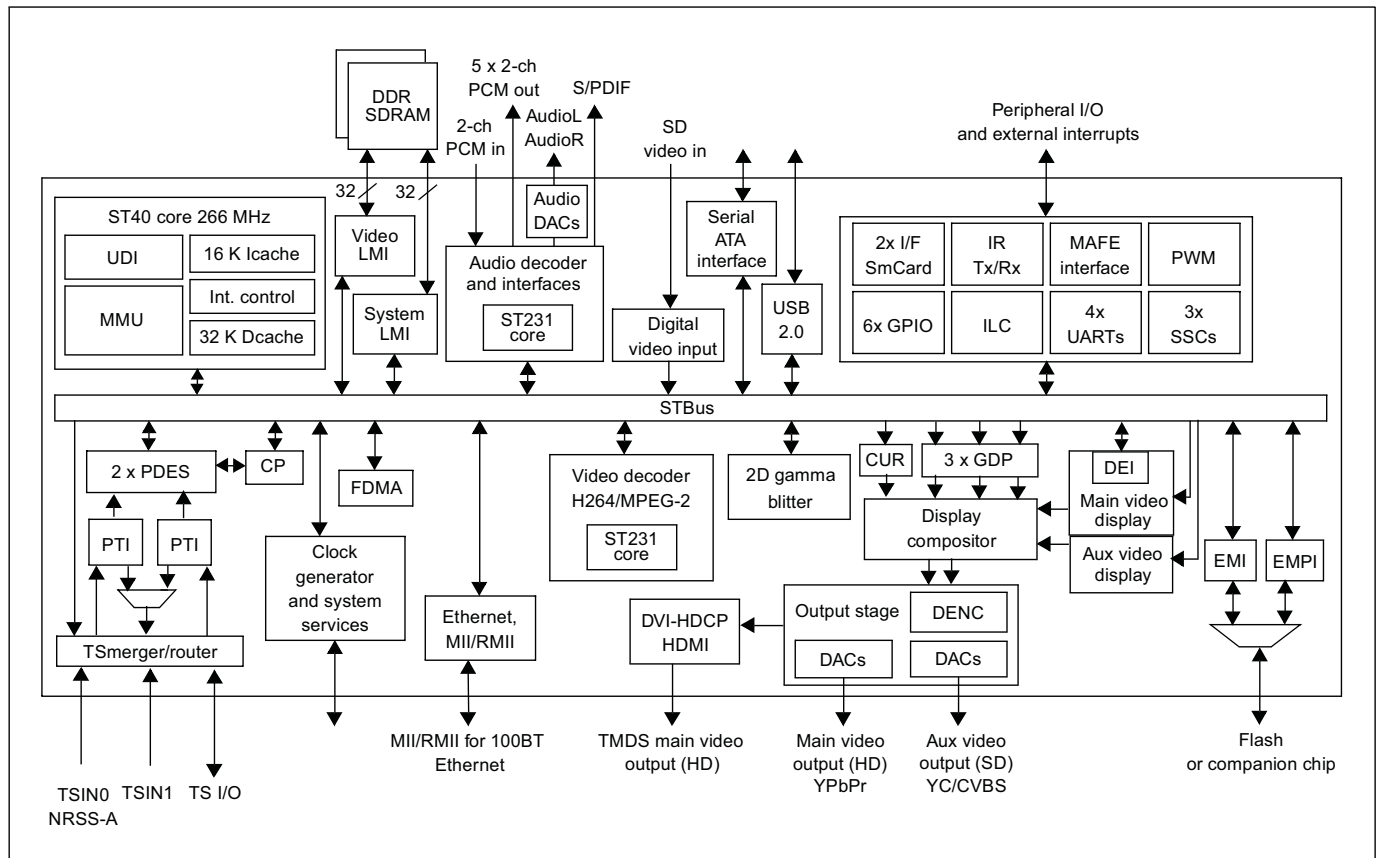 5 x 2-ch
PCM out
S/PDIF
DDR
SDRAM
2-ch
PCM in
AudioL
AudioR
SD
video in
Peripheral I/O
and external interrupts
32
32
ST40 core 266 MHz
UDI
16 K Icache
MMU
Int. control
32 K Dcache
Video
LMI
System
LMI
Audio
DACs
Audio decoder
and interfaces
ST231
core
Digital
video input
Serial
ATA
interface
USB
2.0
2x I/F
SmCard
IR
Tx/Rx
MAFE
interface
PWM
6x GPIO
ILC
4x
UARTs
3x
SSCs
STBus
2 x PDES
CP
PTI
PTI
TSmerger/router
Clock
generator
and system
services
FDMA
Ethernet,
MII/RMII
Video decoder
H264/MPEG-2
ST231
core
2D gamma
blitter
CUR
3 x GDP
Display
compositor
DEI
Main video
display
Aux video
display
EMI
EMPI
DVI-HDCP
HDMI
Output stage
DENC
DACs
DACs
TSIN0
NRSS-A
TSIN1
TS I/O
MII/RMII for 100BT
Ethernet
TMDS main video
output (HD)
Main video
output (HD)
YPbPr
Aux video
output (SD)
YC/CVBS
Flash
or companion chip